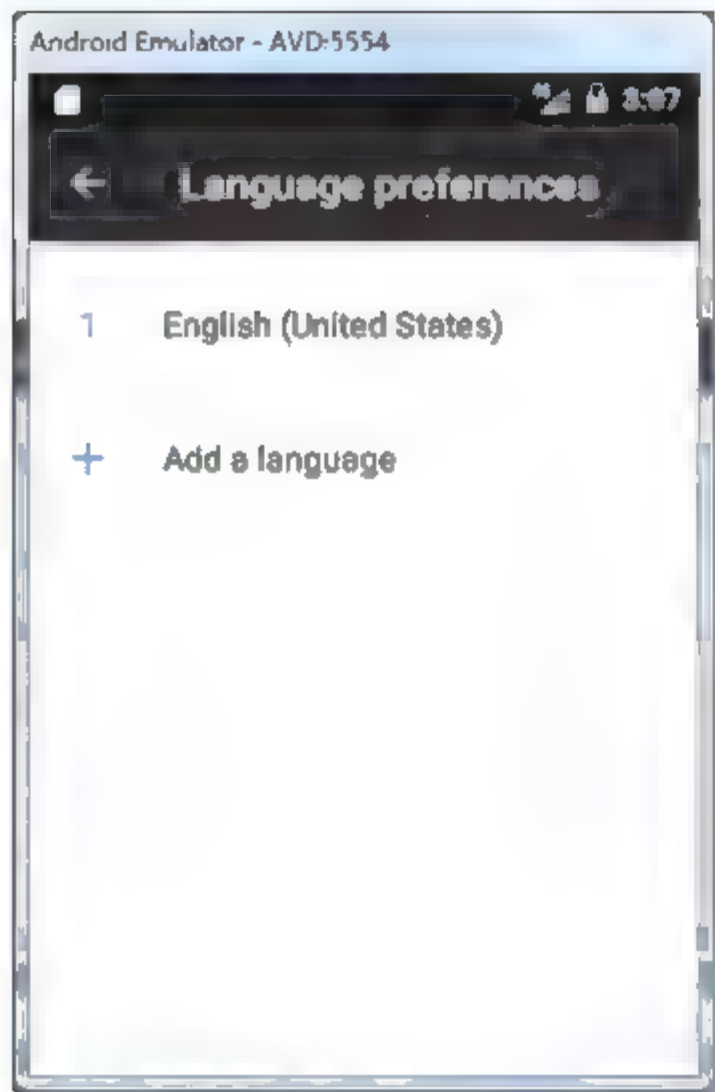 Android Emulator - AVD:5554
3:07
Language preferences
1 English (United States)
+ Add a language